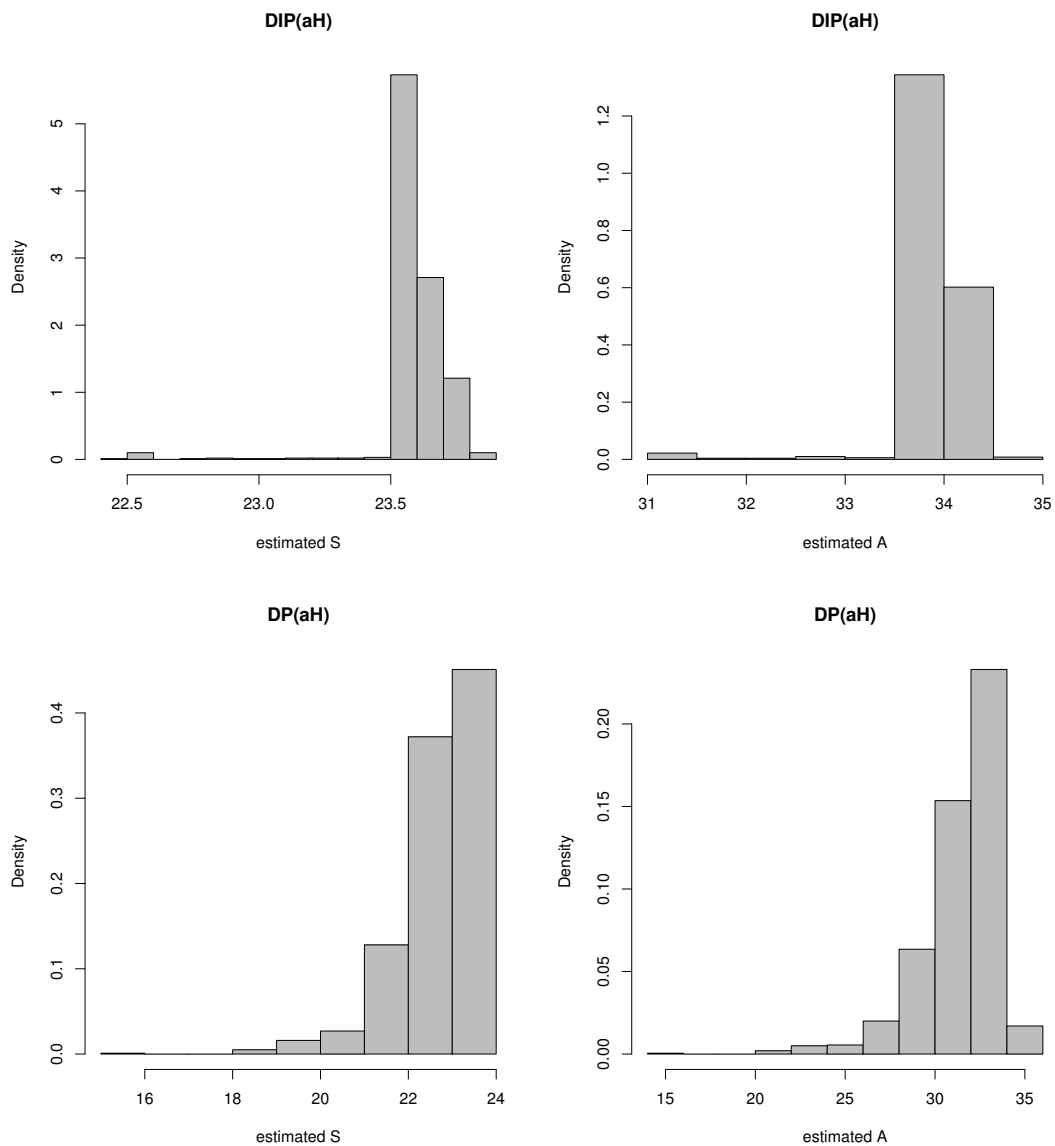 DIP(aH)
Density
0 1 2 3 4 5
22.5 23.0 23.5
estimated S
DIP(aH)
Density
0.0 0.2 0.4 0.6 0.8 1.0 1.2
31 32 33 34 35
estimated A
DP(aH)
Density
0.0 0.1 0.2 0.3 0.4
16 18 20 22 24
estimated S
DP(aH)
Density
0.00 0.05 0.10 0.15 0.20
15 20 25 30 35
estimated A